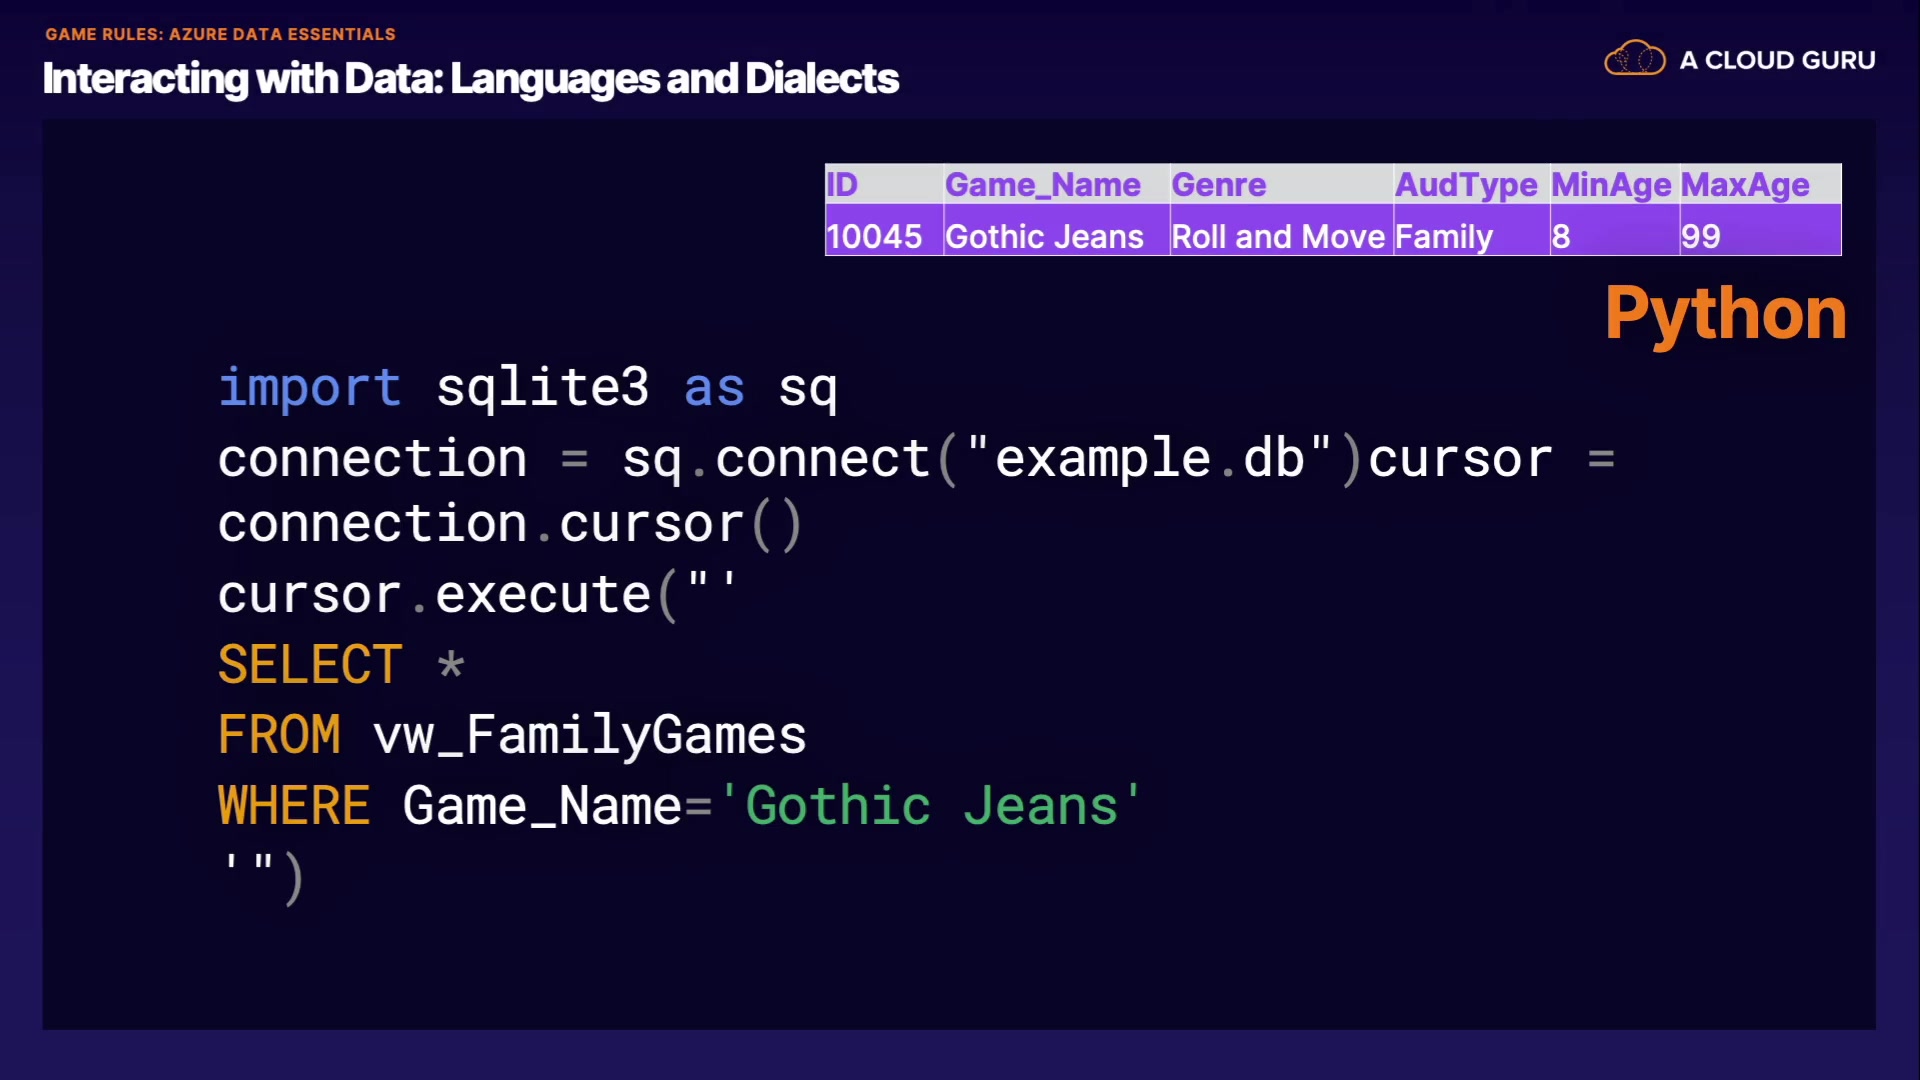 GAME RULES: AZURE DATA ESSENTIALS
Interacting with Data: Languages and Dialects
A CLOUD GURU
ID Game_Name Genre AudType MinAge MaxAge
10045 Gothic Jeans Roll and Move Family 8 99
Python
import sqlite3 as sq
connection = sq.connect("example.db")cursor =
connection.cursor()
cursor.execute("'
SELECT *
FROM vw_FamilyGames
WHERE Game_Name='Gothic Jeans'
'")